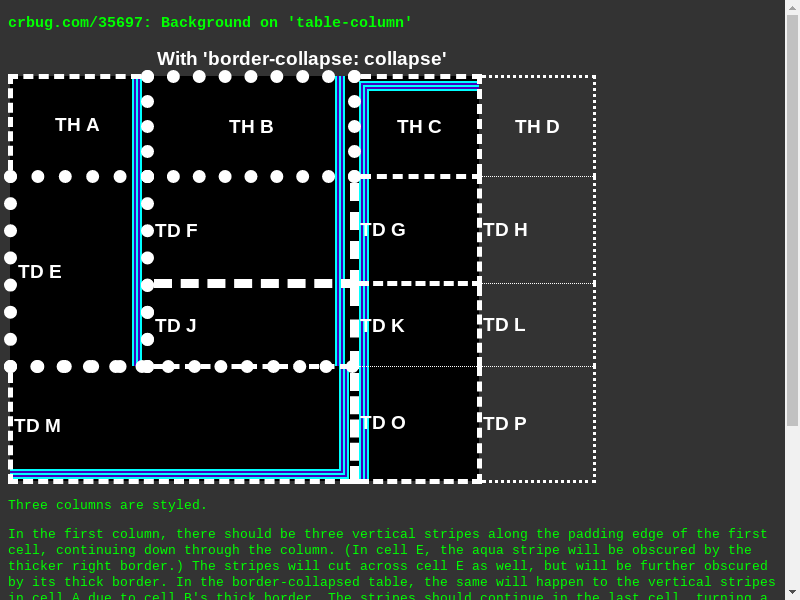 crbug.com/35697: Background on 'table-column'
With 'border-collapse: collapse'
TH A TH B TH C TH D
TD E TD F TD G TD H
TD J TD K TD L
TD M TD O TD P
Three columns are styled.
In the first column, there should be three vertical stripes along the padding edge of the first
cell, continuing down through the column. (In cell E, the aqua stripe will be obscured by the
thicker right border.) The stripes will cut across cell E as well, but will be further obscured
by its thick border. In the border-collapsed table, the same will happen to the vertical stripes
in cell A due to cell B's thick border. The stripes should continue in the last cell, turning a